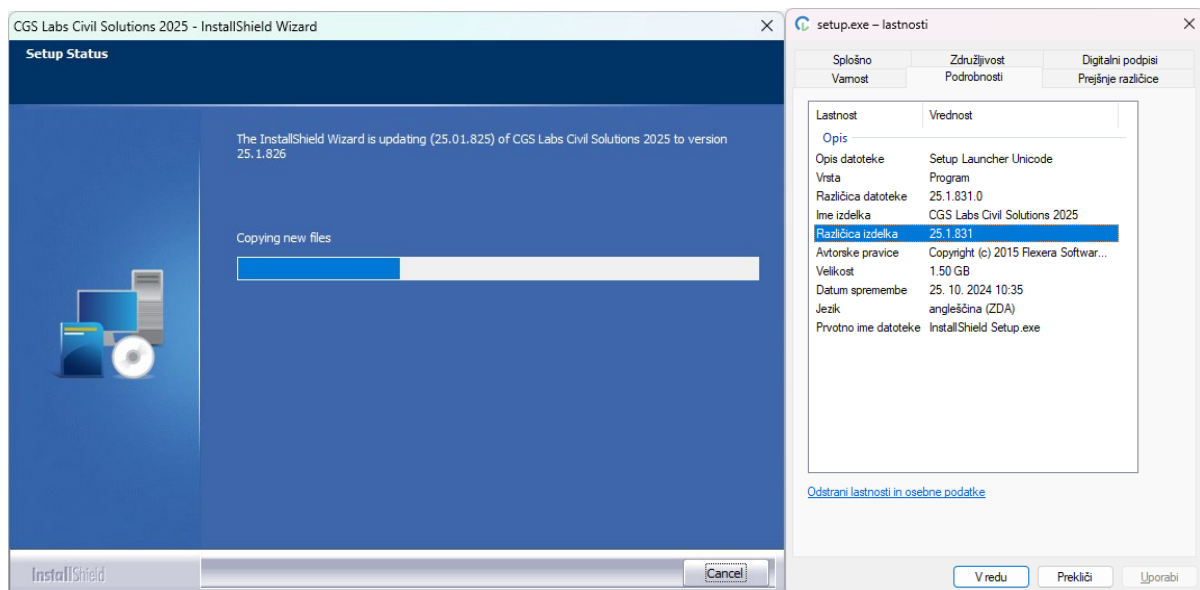 CGS Labs Civil Solutions 2025 - InstallShield Wizard
Setup Status
The InstallShield Wizard is updating (25.01.825) of CGS Labs Civil Solutions 2025 to version
25.1.826
Copying new files
InstallShield
Cancel
setup.exe – lastnosti
Splošno Združljivost Digitalni podpisi
Varnost Podrobnosti Prejšnje različice
Lastnost Vrednost
Opis
Opis datoteke Setup Launcher Unicode
Vrsta Program
Različica datoteke 25.1.831.0
Ime izdelka CGS Labs Civil Solutions 2025
Različica izdelka 25.1.831
Avtorske pravice Copyright (c) 2015 Flexera Softwar...
Velikost 1.50 GB
Datum spremembe 25. 10. 2024 10:35
Jezik angleščina (ZDA)
Prvotno ime datoteke InstallShield Setup.exe
Odstrani lastnosti in osebne podatke
V redu Prekliči Uporabi